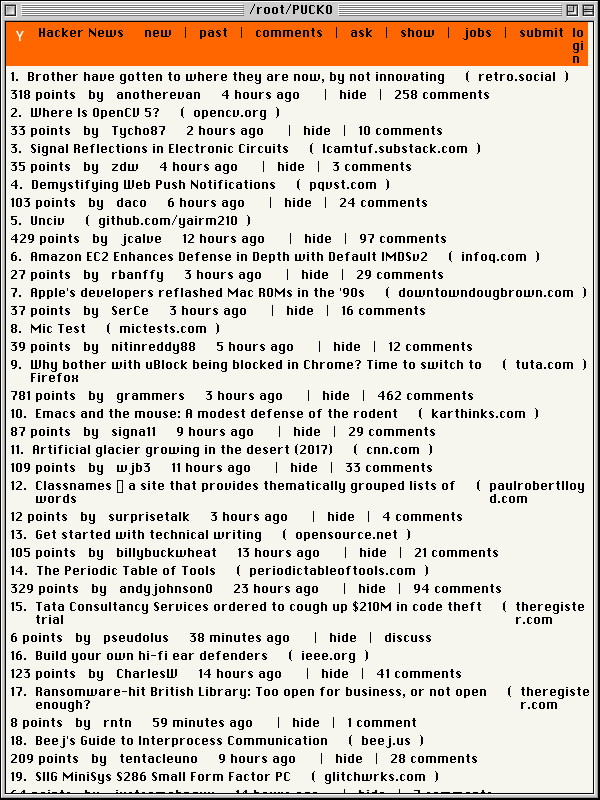 /root/PUCKO
Y Hacker News new | past | comments | ask | show | jobs | submit login
1. Brother have gotten to where they are now, by not innovating ( retro.social )
318 points by anotherevan 4 hours ago | hide | 258 comments
2. Where Is OpenCV 5? ( opencv.org )
33 points by Tycho87 2 hours ago | hide | 10 comments
3. Signal Reflections in Electronic Circuits ( lcamtuf.substack.com )
35 points by zdw 4 hours ago | hide | 3 comments
4. Demystifying Web Push Notifications ( pqvst.com )
103 points by daco 6 hours ago | hide | 24 comments
5. Unciv ( github.com/yairm210 )
429 points by jcalve 12 hours ago | hide | 97 comments
6. Amazon EC2 Enhances Defense in Depth with Default IMDSv2 ( infoq.com )
27 points by rbanffy 3 hours ago | hide | 29 comments
7. Apple's developers reflashed Mac ROMs in the '90s ( downtowndougbrown.com )
37 points by SerCe 3 hours ago | hide | 16 comments
8. Mic Test ( mictests.com )
39 points by nitinreddy88 5 hours ago | hide | 12 comments
9. Why bother with uBlock being blocked in Chrome? Time to switch to ( tuta.com )
Firefox
781 points by grammers 3 hours ago | hide | 462 comments
10. Emacs and the mouse: A modest defense of the rodent ( karthinks.com )
87 points by signa11 9 hours ago | hide | 29 comments
11. Artificial glacier growing in the desert (2017) ( cnn.com )
109 points by wjb3 11 hours ago | hide | 33 comments
12. Classnames ▯ a site that provides thematically grouped lists of ( paulrobertlloy
words d.com
12 points by surprisetalk 3 hours ago | hide | 4 comments
13. Get started with technical writing ( opensource.net )
105 points by billybuckwheat 13 hours ago | hide | 21 comments
14. The Periodic Table of Tools ( periodictableoftools.com )
329 points by andyjohnson0 23 hours ago | hide | 94 comments
15. Tata Consultancy Services ordered to cough up $210M in code theft ( theregiste
trial r.com
6 points by pseudolus 38 minutes ago | hide | discuss
16. Build your own hi-fi ear defenders ( ieee.org )
123 points by CharlesW 14 hours ago | hide | 41 comments
17. Ransomware-hit British Library: Too open for business, or not open ( theregiste
enough? r.com
8 points by rntn 59 minutes ago | hide | 1 comment
18. Beej's Guide to Interprocess Communication ( beej.us )
209 points by tentacleuno 9 hours ago | hide | 28 comments
19. SIIG MiniSys S286 Small Form Factor PC ( glitchwrks.com )